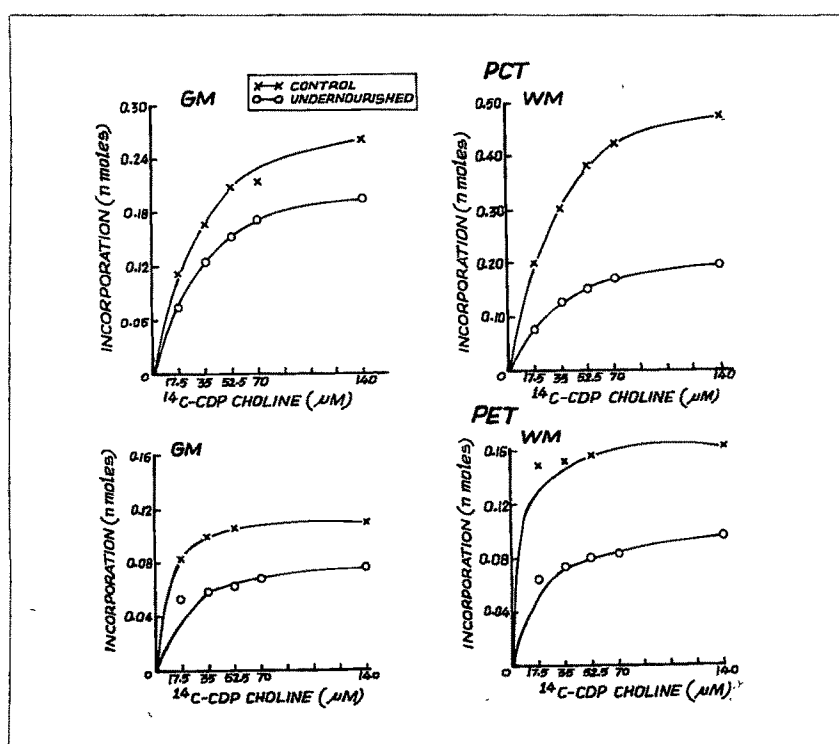 PCT
GM
x—x CONTROL
o—o UNDERNOURISHED
INCORPORATION (n moles)
0.30
0.24
0.18
0.12
0.05
0
17.5 35 52.5 70 140
14C-CDP CHOLINE (μM)
WM
INCORPORATION (n moles)
0.50
0.40
0.30
0.20
0.10
0
17.5 35 52.5 70 140
14C-CDP CHOLINE (μM)
PET
GM
INCORPORATION (n moles)
0.16
0.12
0.08
0.04
0
17.5 35 52.5 70 140
14C-CDP CHOLINE (μM)
WM
INCORPORATION (n moles)
0.16
0.12
0.08
0.04
0
17.5 35 52.5 70 140
14C-CDP CHOLINE (μM)